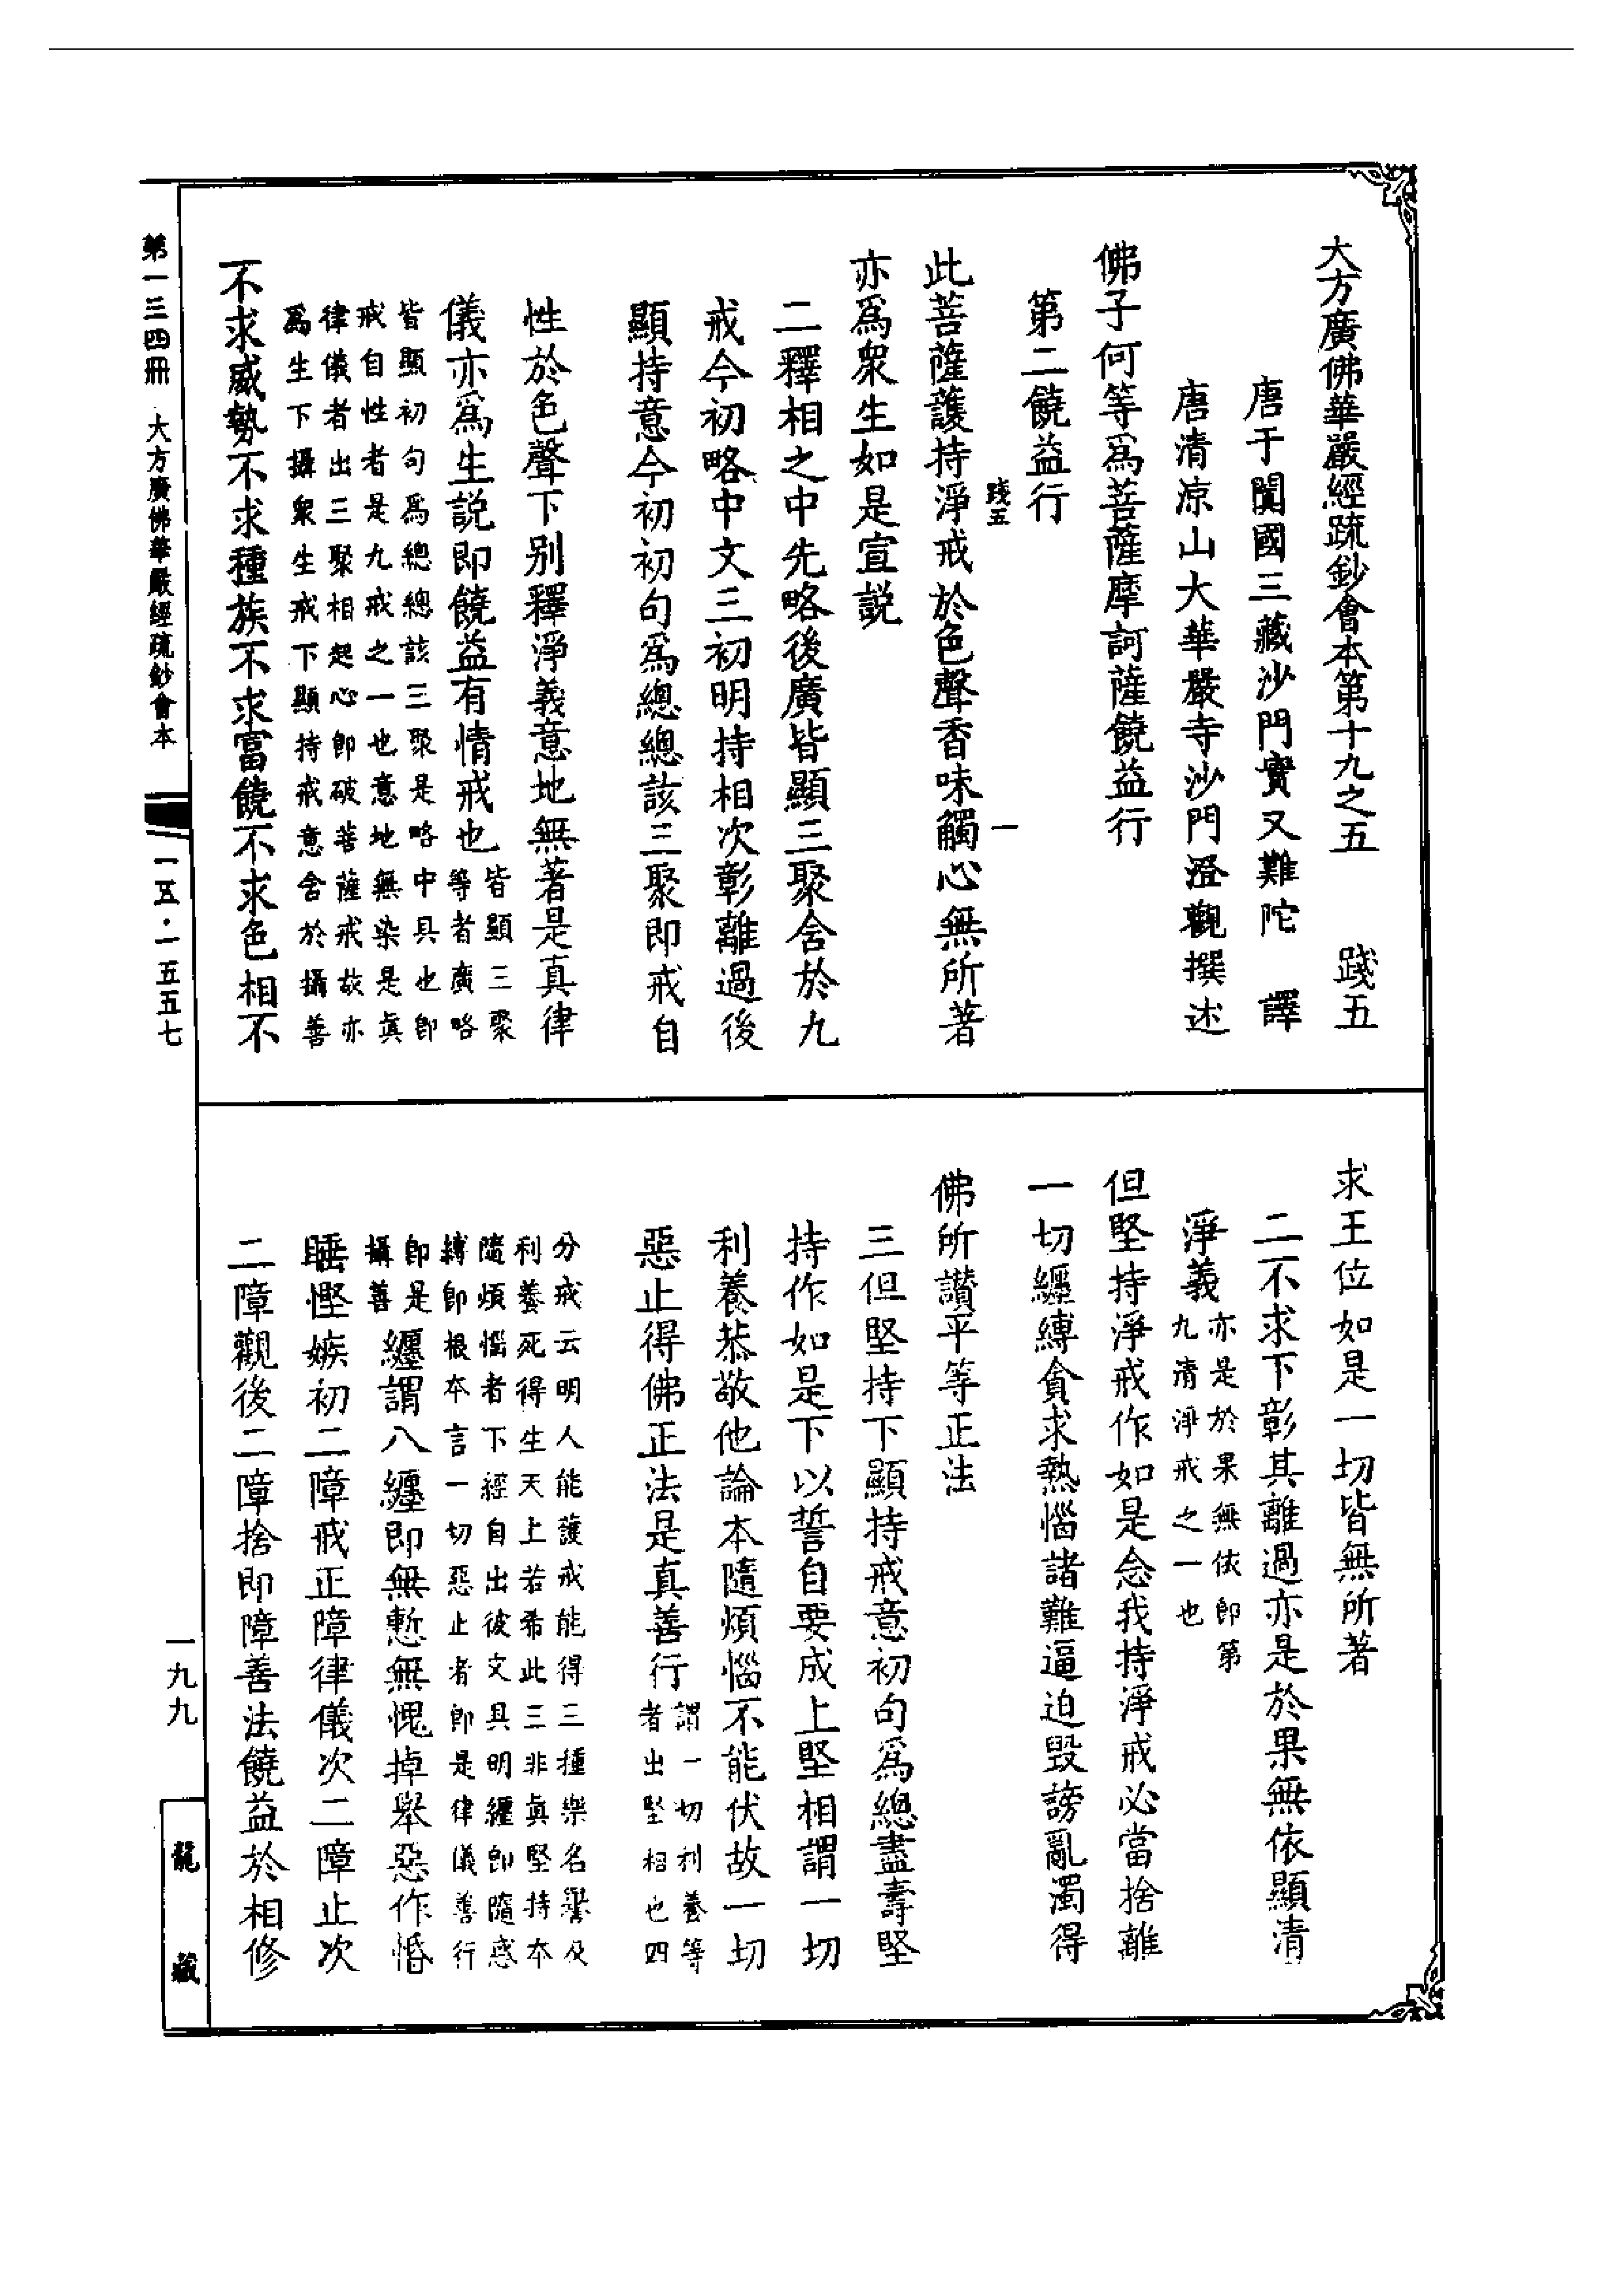 大方廣佛華嚴經疏鈔會本第十九之五　踐五
唐于闐國三藏沙門實叉難陀　譯
唐清凉山大華嚴寺沙門澄觀撰述
佛子何等爲菩薩摩訶薩饒益行
第二饒益行
踐五　一
此菩薩護持淨戒於色聲香味觸心無所著
亦爲衆生如是宣説
二釋相之中先略後廣皆顯三聚含於九
戒今初略中文三初明持相次彰離過後
顯持意今初初句爲總總該三聚即戒自
性於色聲下别釋淨義意地無著是真律
儀亦爲生説即饒益有情戒也皆顯三聚
等者廣略
皆顯初句爲總總該三聚是略中具也即
戒自性者是九戒之一也意地無染是眞
律儀者出三聚相起心即破菩薩戒故亦
爲生下攝衆生戒下顯持戒意含於攝善
不求威勢不求種族不求富饒不求色相不
求王位如是一切皆無所著
二不求下彰其離過亦是於果無依顯清
淨義亦是於果無依即第
九清淨戒之一也
但堅持淨戒作如是念我持淨戒必當捨離
一切纏縛貪求熱惱諸難逼迫毀謗亂濁得
佛所讃平等正法
三但堅持下顯持戒意初句爲總盡壽堅
持作如是下以誓自要成上堅相謂一切
利養恭敬他論本隨煩惱不能伏故一切
惡止得佛正法是真善行謂一切利養等
者出堅相也四
分戒云明人能護戒能得三種樂名譽及
利養死得生天上若希此三非眞堅持本
隨煩惱者下經自出彼文具明纏即隨惑
縛即根本言一切惡止者即是律儀善行
即是
攝善纏謂八纏即無慙無愧掉舉惡作惛
睡慳嫉初二障戒正障律儀次二障止次
二障觀後二障捨即障善法饒益於相修
第一三四冊　大方廣佛華嚴經疏鈔會本　一五·一五五七
一九九
龍藏